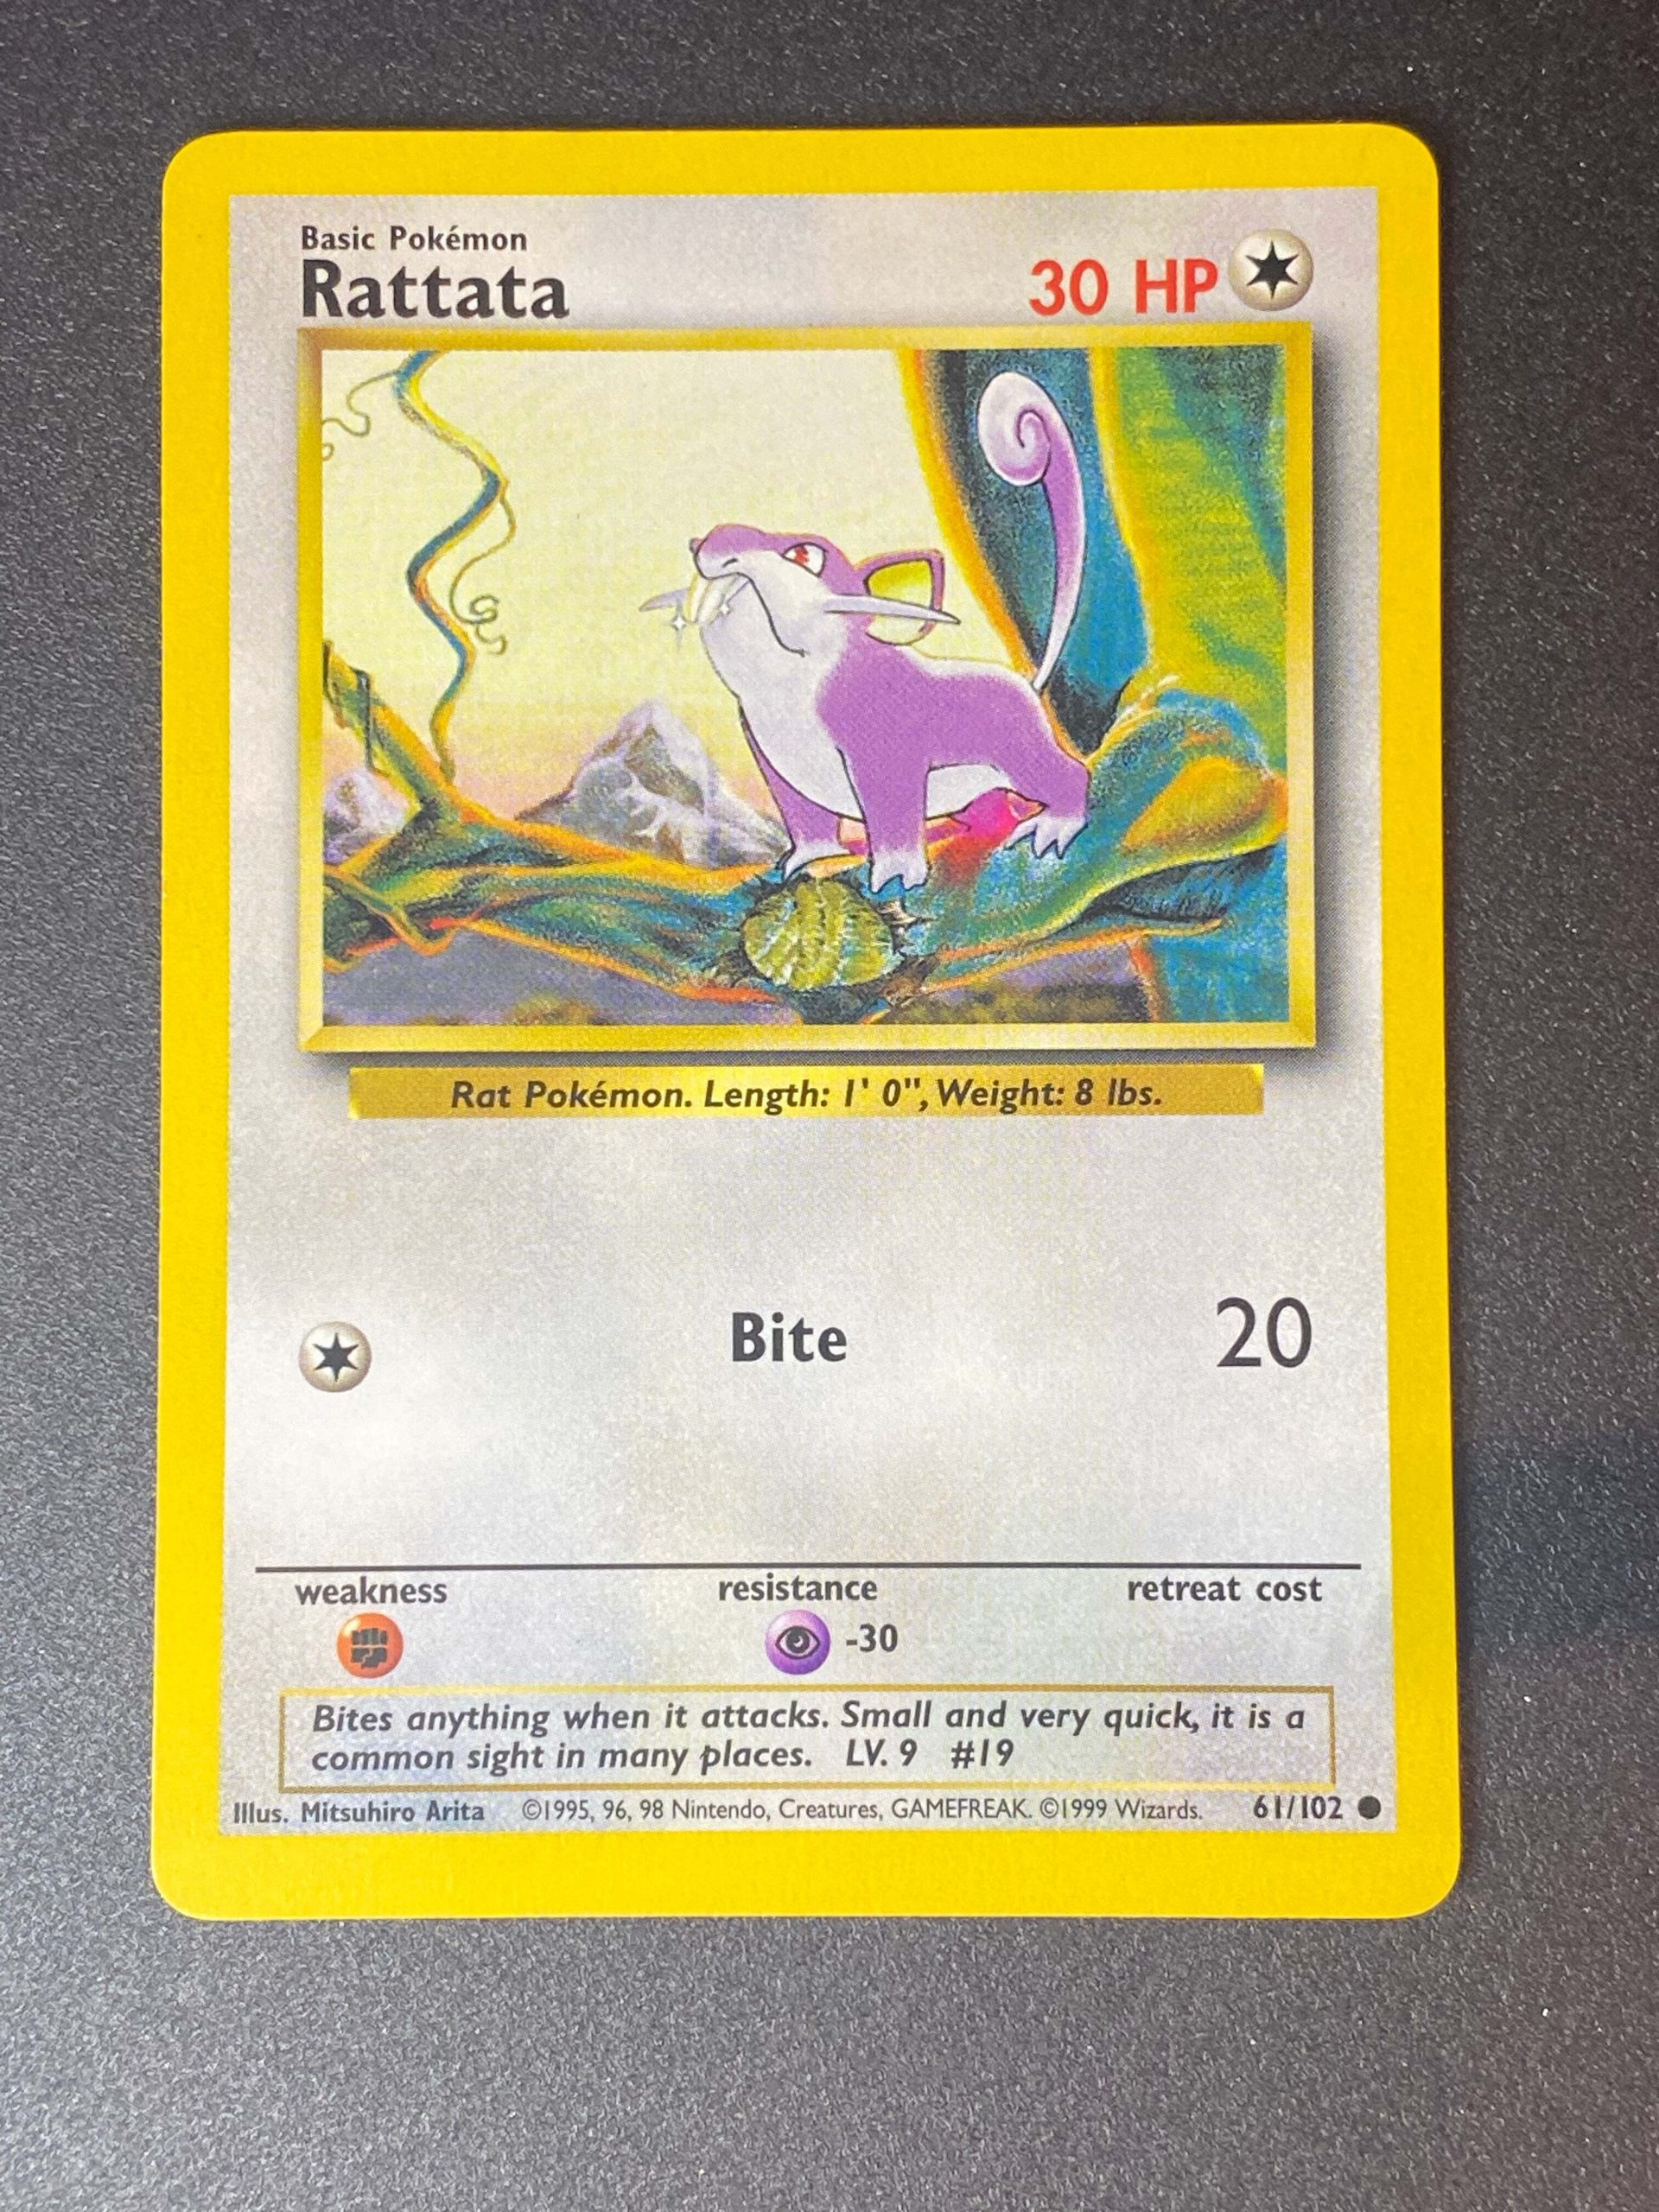 Basic Pokémon
Rattata
30 HP
Rat Pokémon. Length: 1' 0", Weight: 8 lbs.
Bite 20
weakness resistance retreat cost
-30
Bites anything when it attacks. Small and very quick, it is a
common sight in many places. LV. 9 #19
Illus. Mitsuhiro Arita ©1995, 96, 98 Nintendo, Creatures, GAMEFREAK. ©1999 Wizards. 61/102